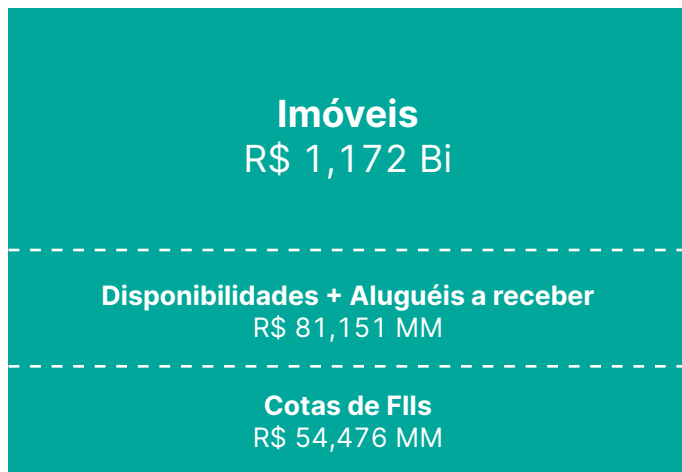 Imóveis
R$ 1,172 Bi
Disponibilidades + Aluguéis a receber
R$ 81,151 MM
Cotas de FIIs
R$ 54,476 MM